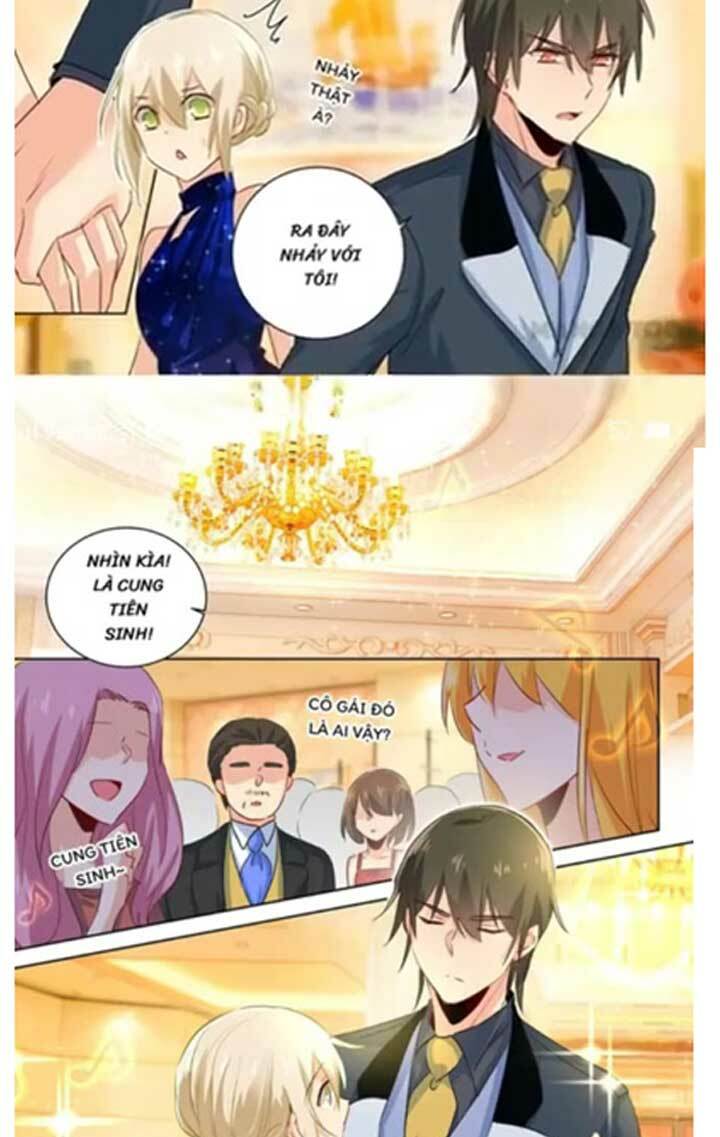 NHẢY
THẬT
À?
RA ĐÂY
NHẢY VỚI
TÔI!
NHÌN KÌA!
LÀ CUNG
TIÊN
SINH!
CÔ GÁI ĐÓ
LÀ AI VẬY?
CUNG TIÊN
SINH~